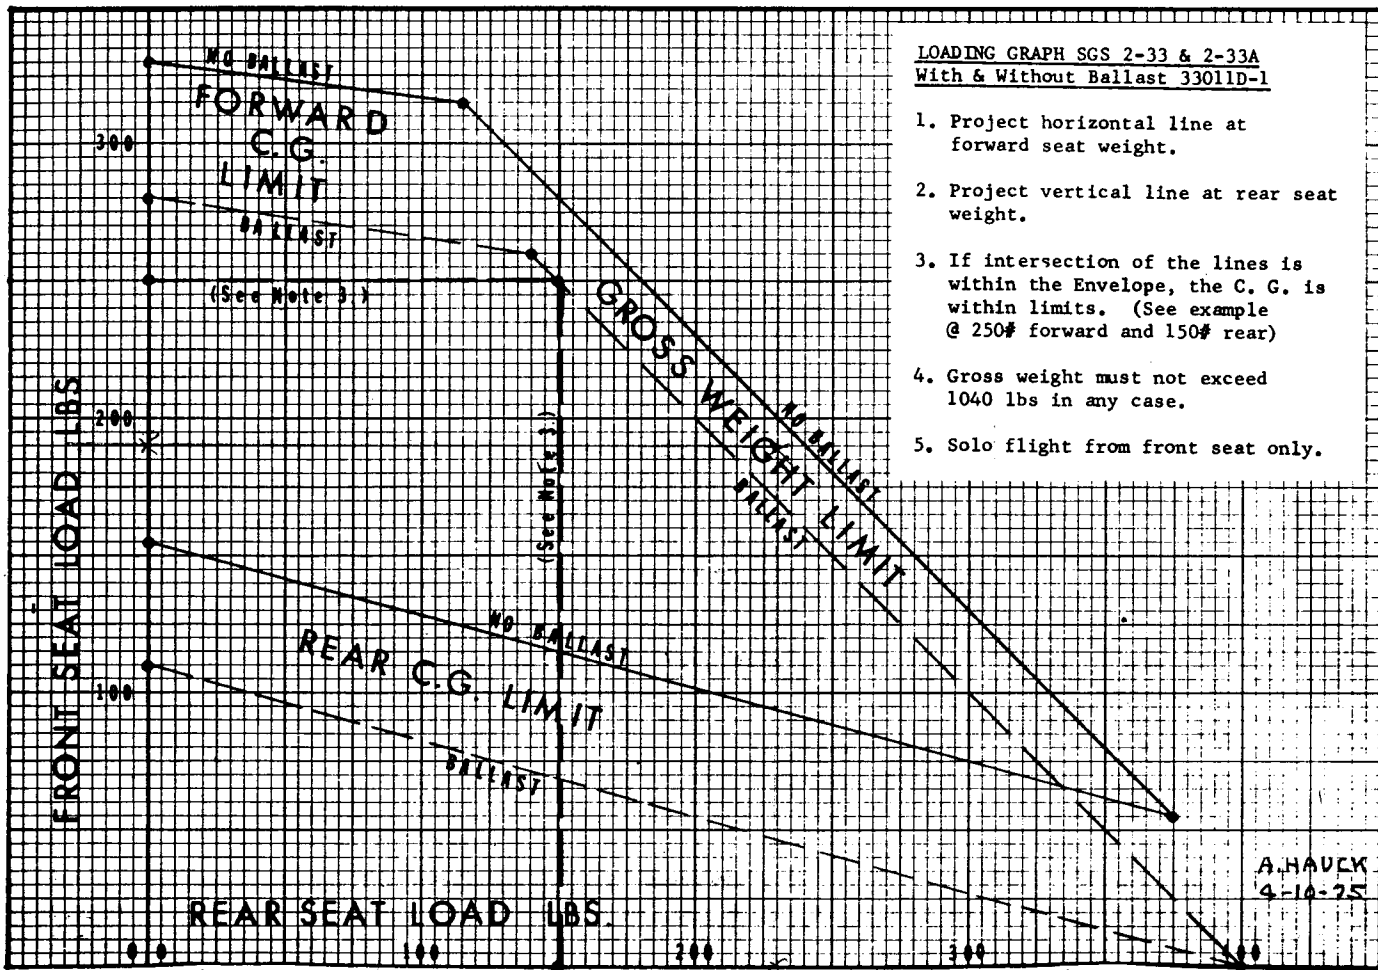 LOADING GRAPH SGS 2-33 & 2-33A
With & Without Ballast 33011D-1
1. Project horizontal line at
forward seat weight.
2. Project vertical line at rear seat
weight.
3. If intersection of the lines is
within the Envelope, the C. G. is
within limits. (See example
@ 250# forward and 150# rear)
4. Gross weight must not exceed
1040 lbs in any case.
5. Solo flight from front seat only.
NO BALLAST
FORWARD
C.G.
LIMIT
BALLAST
(See Note 3.)
300
200
100
FRONT SEAT LOAD LBS
GROSS WEIGHT LIMIT
NO BALLAST
BALLAST
(See Note 3.)
NO BALLAST
REAR C.G. LIMIT
BALLAST
REAR SEAT LOAD LBS.
0 0
100
200
300
400
A.HAUCK
4-10-75